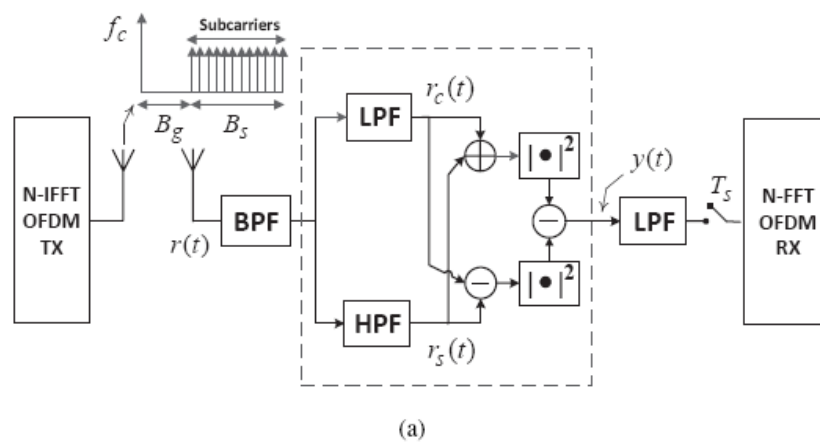 Subcarriers
f_c
B_g
B_s
N-IFFT
OFDM
TX
r(t)
BPF
LPF
r_c(t)
HPF
r_s(t)
| • |²
| • |²
y(t)
LPF
T_s
N-FFT
OFDM
RX
(a)